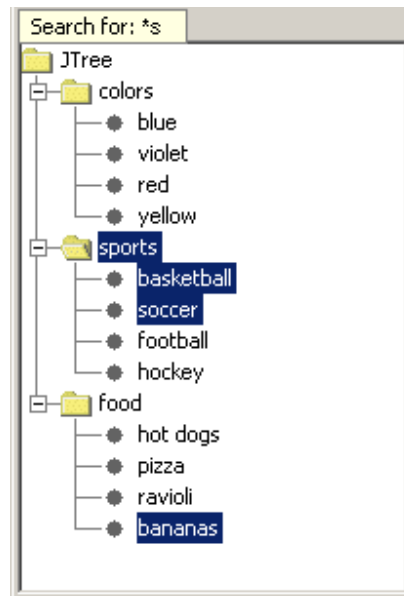 Search for: *s
JTree
colors
blue
violet
red
yellow
sports
basketball
soccer
football
hockey
food
hot dogs
pizza
ravioli
bananas